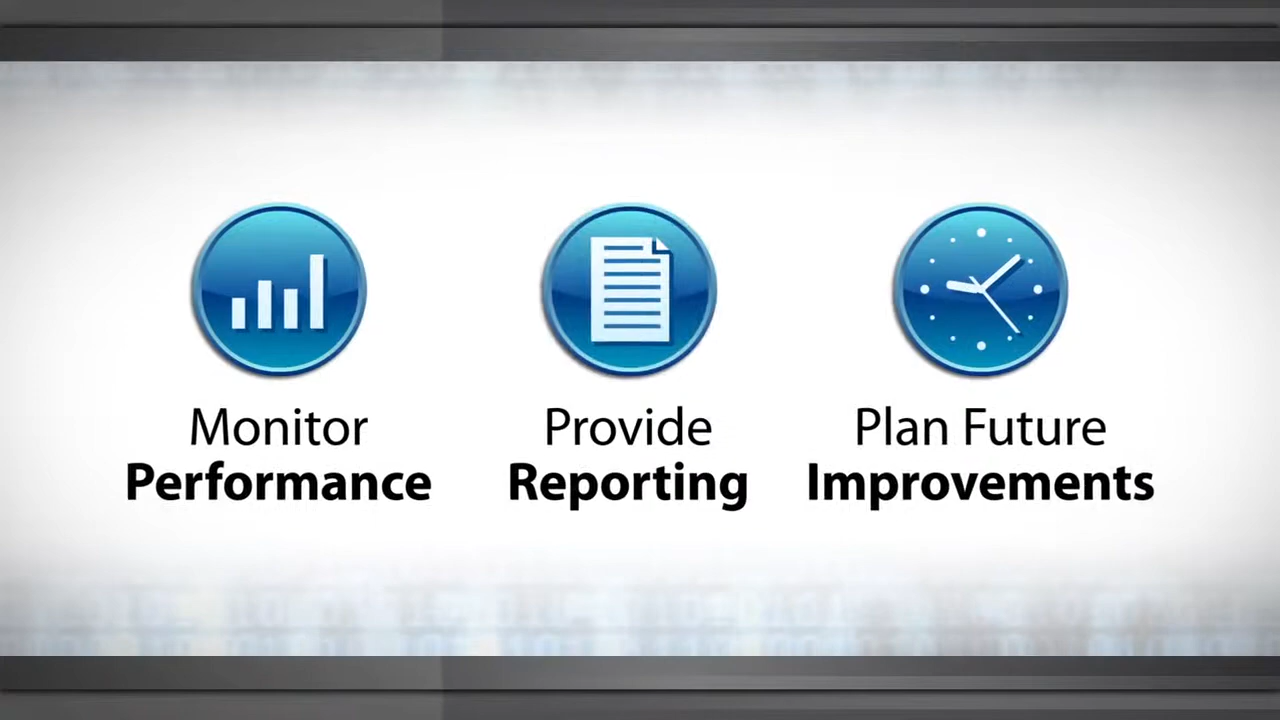 Monitor
Performance
Provide
Reporting
Plan Future
Improvements